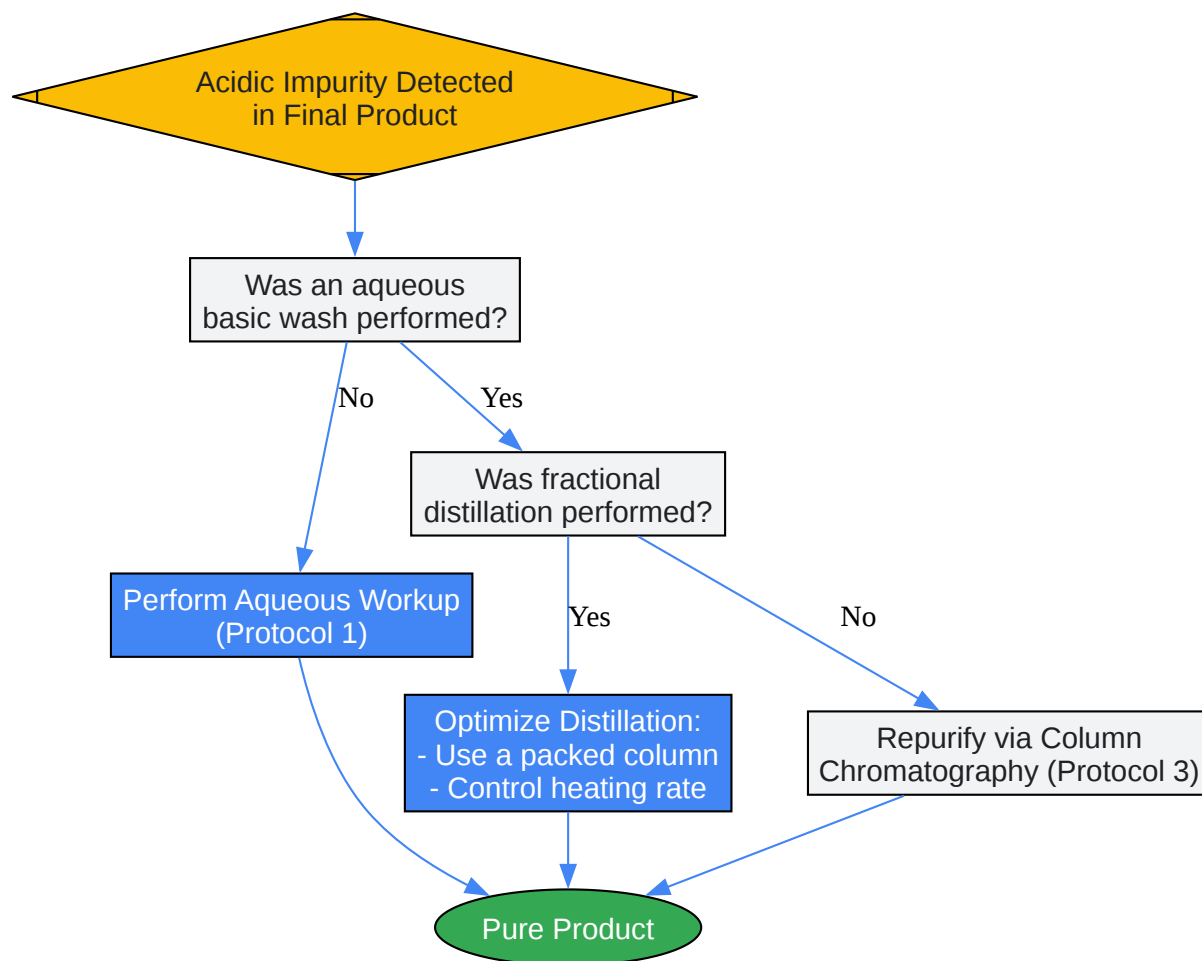 Acidic Impurity Detected
in Final Product
Was an aqueous
basic wash performed?
No
Yes
Was fractional
distillation performed?
Perform Aqueous Workup
(Protocol 1)
Yes
No
Optimize Distillation:
- Use a packed column
- Control heating rate
Repurify via Column
Chromatography (Protocol 3)
Pure Product